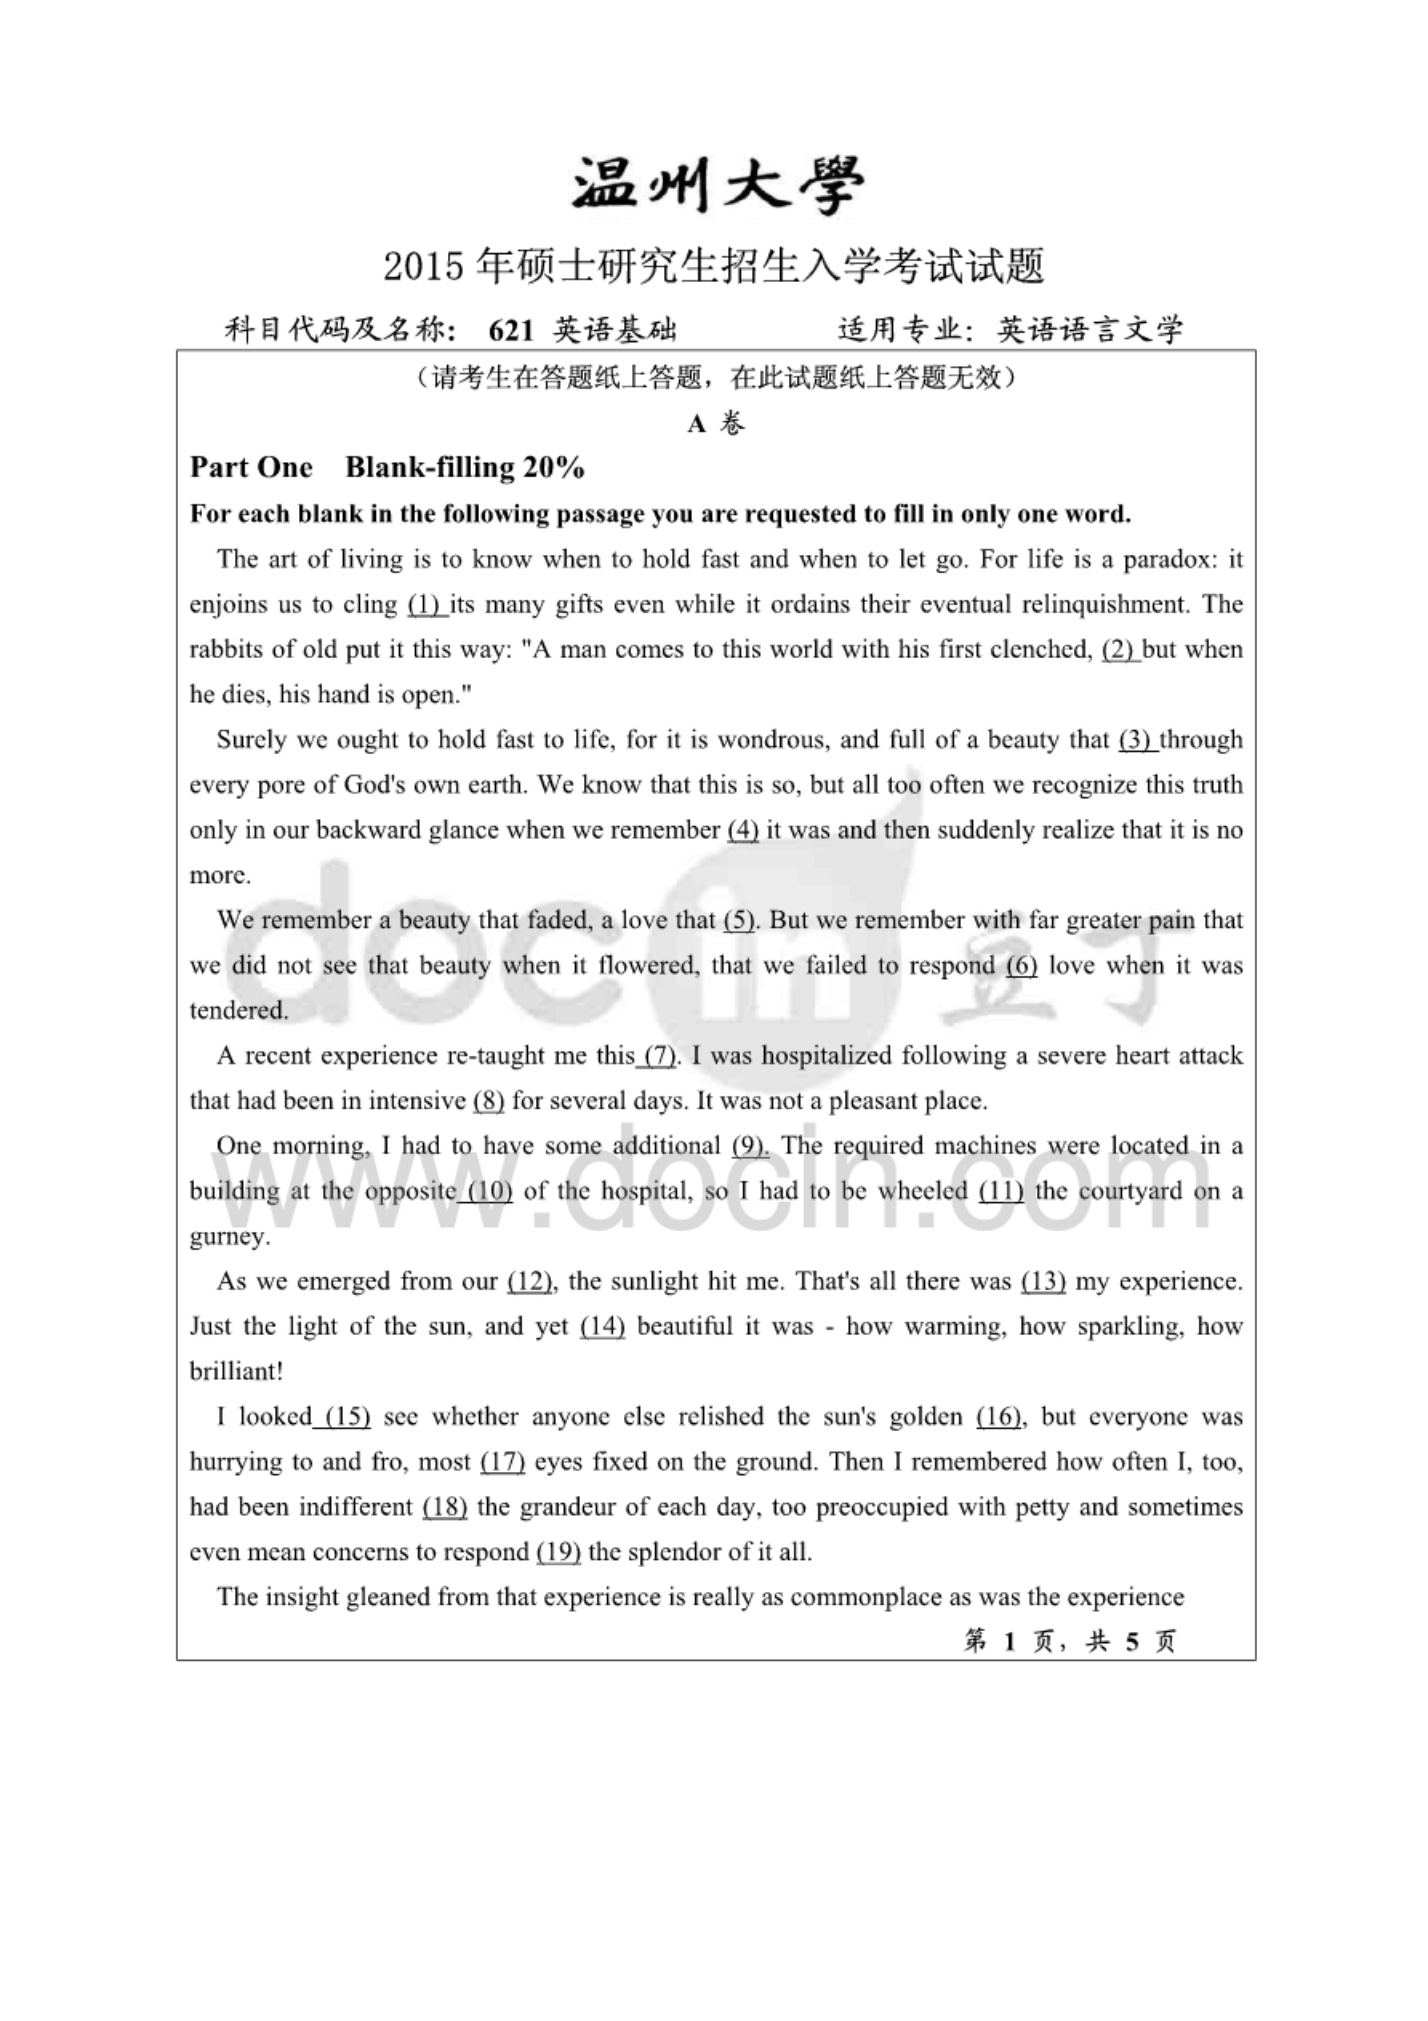 温州大學
2015 年硕士研究生招生入学考试试题
科目代码及名称： 621 英语基础 适用专业：英语语言文学
（请考生在答题纸上答题，在此试题纸上答题无效）
A 卷
Part One Blank-filling 20%
For each blank in the following passage you are requested to fill in only one word.
The art of living is to know when to hold fast and when to let go. For life is a paradox: it
enjoins us to cling (1) its many gifts even while it ordains their eventual relinquishment. The
rabbits of old put it this way: "A man comes to this world with his first clenched, (2) but when
he dies, his hand is open."
Surely we ought to hold fast to life, for it is wondrous, and full of a beauty that (3) through
every pore of God's own earth. We know that this is so, but all too often we recognize this truth
only in our backward glance when we remember (4) it was and then suddenly realize that it is no
more.
We remember a beauty that faded, a love that (5). But we remember with far greater pain that
we did not see that beauty when it flowered, that we failed to respond (6) love when it was
tendered.
A recent experience re-taught me this (7). I was hospitalized following a severe heart attack
that had been in intensive (8) for several days. It was not a pleasant place.
One morning, I had to have some additional (9). The required machines were located in a
building at the opposite (10) of the hospital, so I had to be wheeled (11) the courtyard on a
gurney.
As we emerged from our (12), the sunlight hit me. That's all there was (13) my experience.
Just the light of the sun, and yet (14) beautiful it was - how warming, how sparkling, how
brilliant!
I looked (15) see whether anyone else relished the sun's golden (16), but everyone was
hurrying to and fro, most (17) eyes fixed on the ground. Then I remembered how often I, too,
had been indifferent (18) the grandeur of each day, too preoccupied with petty and sometimes
even mean concerns to respond (19) the splendor of it all.
The insight gleaned from that experience is really as commonplace as was the experience
第 1 页，共 5 页
docin 豆丁
www.docin.com